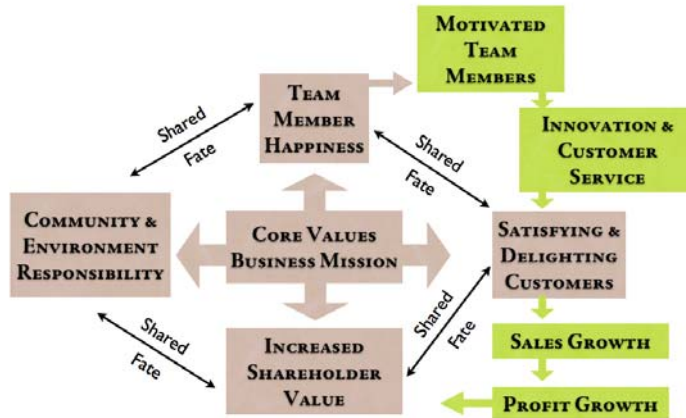 MOTIVATED
TEAM
MEMBERS
TEAM
MEMBER
HAPPINESS
Shared
Fate
Shared
Fate
INNOVATION &
CUSTOMER
SERVICE
COMMUNITY &
ENVIRONMENT
RESPONSIBILITY
CORE VALUES
BUSINESS MISSION
SATISFYING &
DELIGHTING
CUSTOMERS
Shared
Fate
Shared
Fate
INCREASED
SHAREHOLDER
VALUE
SALES GROWTH
PROFIT GROWTH